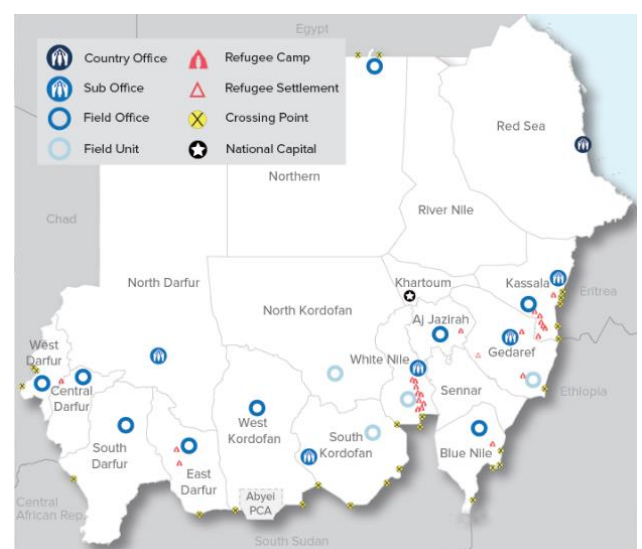 Egypt
Country Office
Refugee Camp
Sub Office
Refugee Settlement
Field Office
Crossing Point
Field Unit
National Capital
Red Sea
Northern
Chad
River Nile
North Darfur
Khartoum
Kassala
Eritrea
North Kordofan
Aj Jazirah
West
Darfur
White Nile
Gedaref
Central
Darfur
Sennar
Ethiopia
West
Kordofan
South
Darfur
South
Kordofan
Blue Nile
East
Darfur
Abyei
PCA
Central
African Rep.
South Sudan